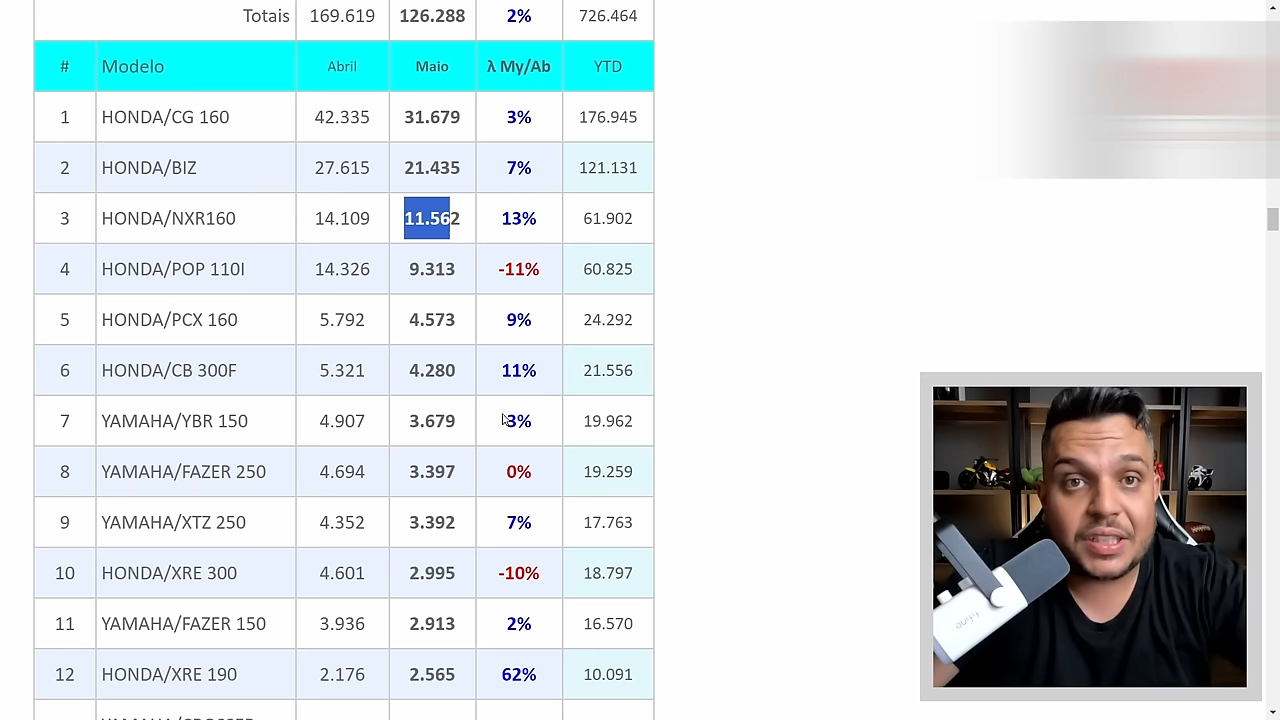 Totais 169.619 126.288 2% 726.464
# Modelo Abril Maio λ My/Ab YTD
1 HONDA/CG 160 42.335 31.679 3% 176.945
2 HONDA/BIZ 27.615 21.435 7% 121.131
3 HONDA/NXR160 14.109 11.562 13% 61.902
4 HONDA/POP 110I 14.326 9.313 -11% 60.825
5 HONDA/PCX 160 5.792 4.573 9% 24.292
6 HONDA/CB 300F 5.321 4.280 11% 21.556
7 YAMAHA/YBR 150 4.907 3.679 3% 19.962
8 YAMAHA/FAZER 250 4.694 3.397 0% 19.259
9 YAMAHA/XTZ 250 4.352 3.392 7% 17.763
10 HONDA/XRE 300 4.601 2.995 -10% 18.797
11 YAMAHA/FAZER 150 3.936 2.913 2% 16.570
12 HONDA/XRE 190 2.176 2.565 62% 10.091
fifine